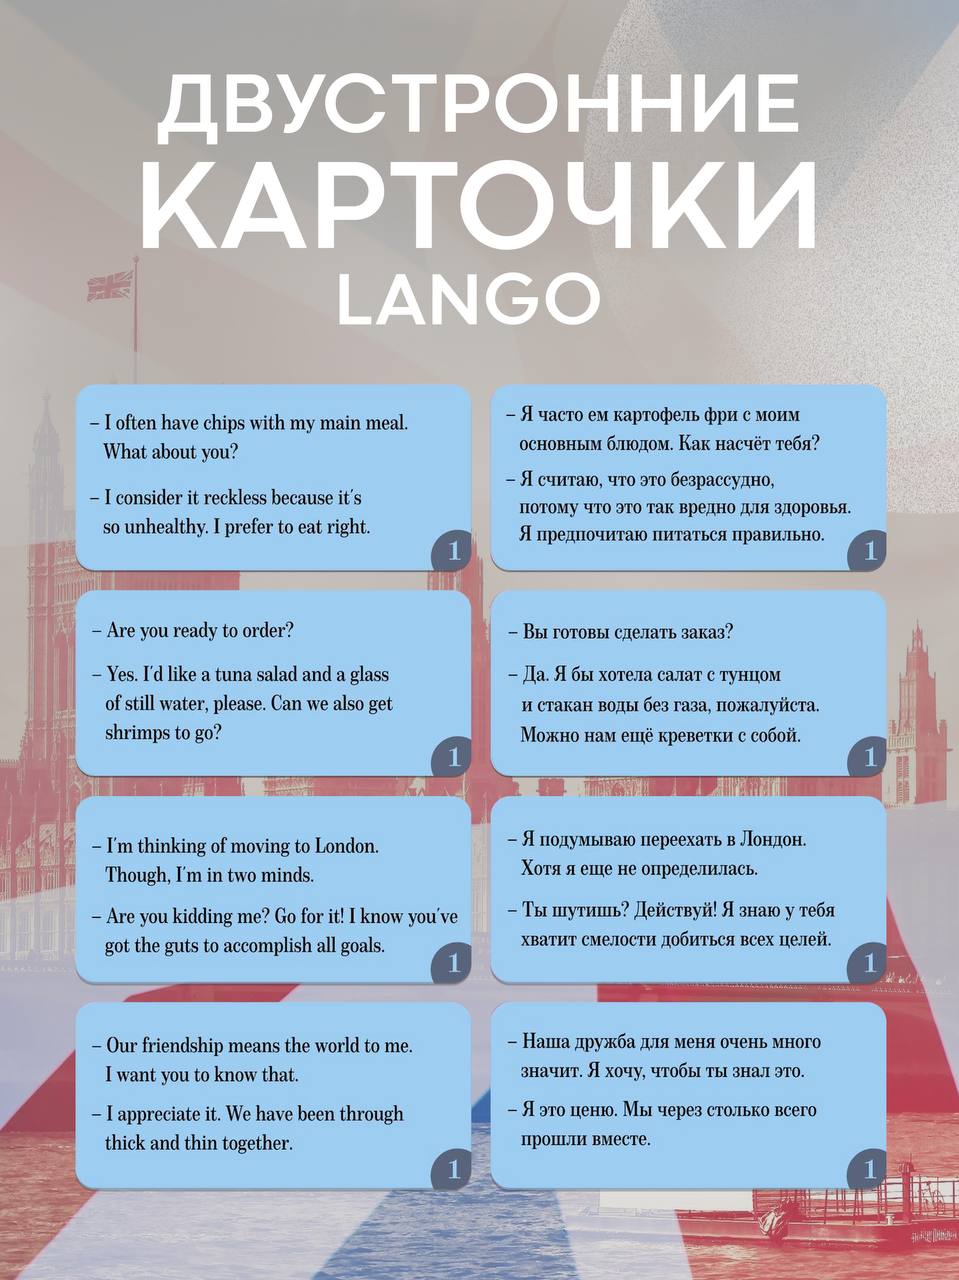 ДВУСТРОННИЕ
КАРТОЧКИ
LANGO
– I often have chips with my main meal.
What about you?
– I consider it reckless because it's
so unhealthy. I prefer to eat right.
1
– Я часто ем картофель фри с моим
основным блюдом. Как насчёт тебя?
– Я считаю, что это безрассудно,
потому что это так вредно для здоровья.
Я предпочитаю питаться правильно.
1
– Are you ready to order?
– Yes. I'd like a tuna salad and a glass
of still water, please. Can we also get
shrimps to go?
1
– Вы готовы сделать заказ?
– Да. Я бы хотела салат с тунцом
и стакан воды без газа, пожалуйста.
Можно нам ещё креветки с собой.
1
– I'm thinking of moving to London.
Though, I'm in two minds.
– Are you kidding me? Go for it! I know you've
got the guts to accomplish all goals.
1
– Я подумываю переехать в Лондон.
Хотя я еще не определилась.
– Ты шутишь? Действуй! Я знаю у тебя
хватит смелости добиться всех целей.
1
– Our friendship means the world to me.
I want you to know that.
– I appreciate it. We have been through
thick and thin together.
1
– Наша дружба для меня очень много
значит. Я хочу, чтобы ты знал это.
– Я это ценю. Мы через столько всего
прошли вместе.
1